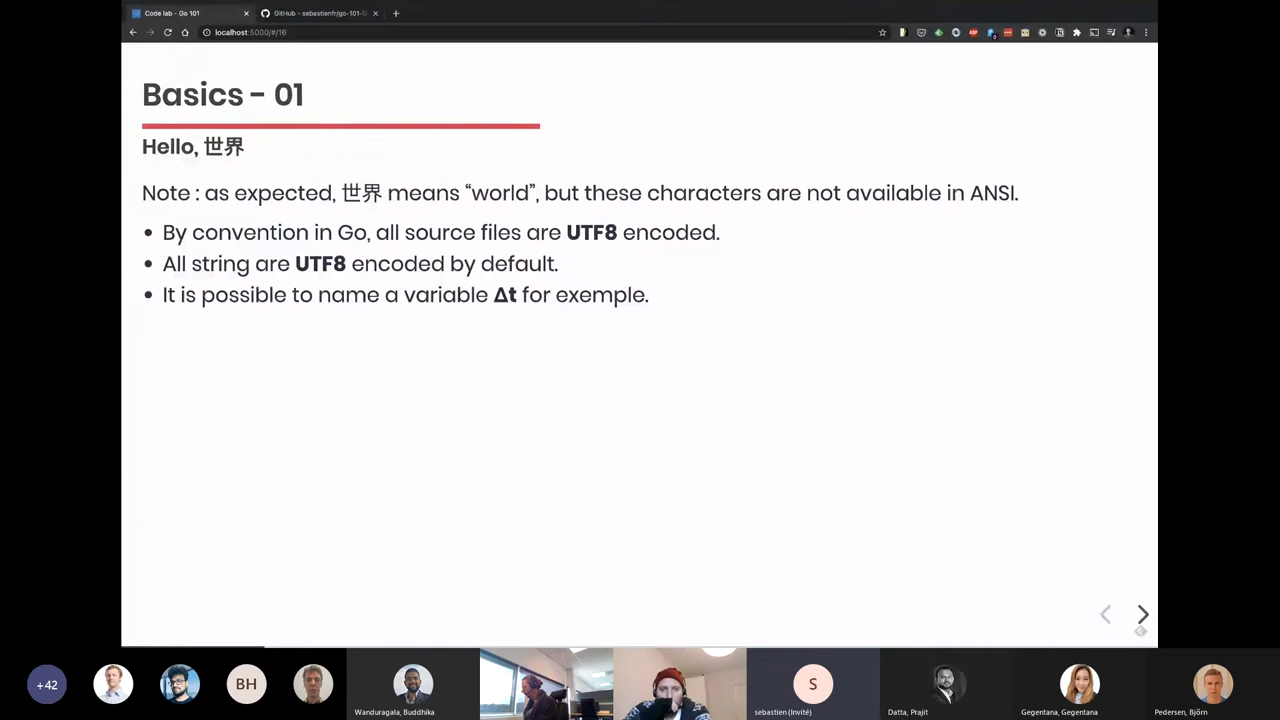 Code lab - Go 101
GitHub - sebastienfr/go-101-l
localhost:5000/#/16
Basics - 01
Hello, 世界
Note : as expected, 世界 means “world”, but these characters are not available in ANSI.
• By convention in Go, all source files are UTF8 encoded.
• All string are UTF8 encoded by default.
• It is possible to name a variable Δt for exemple.
+42
BH
S
Wanduragala, Buddhika
sebastien (Invité)
Datta, Prajit
Gegentana, Gegentana
Pedersen, Björn